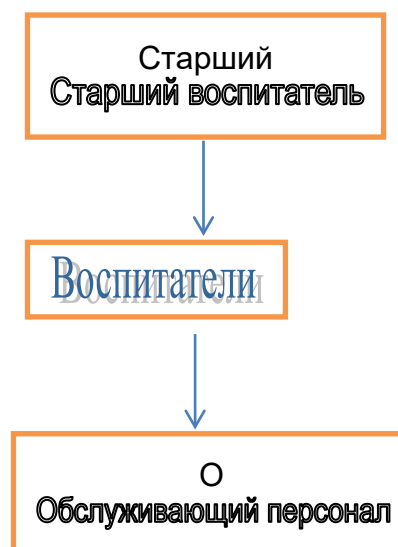 Старший
Старший воспитатель
Воспитатели
О
Обслуживающий персонал